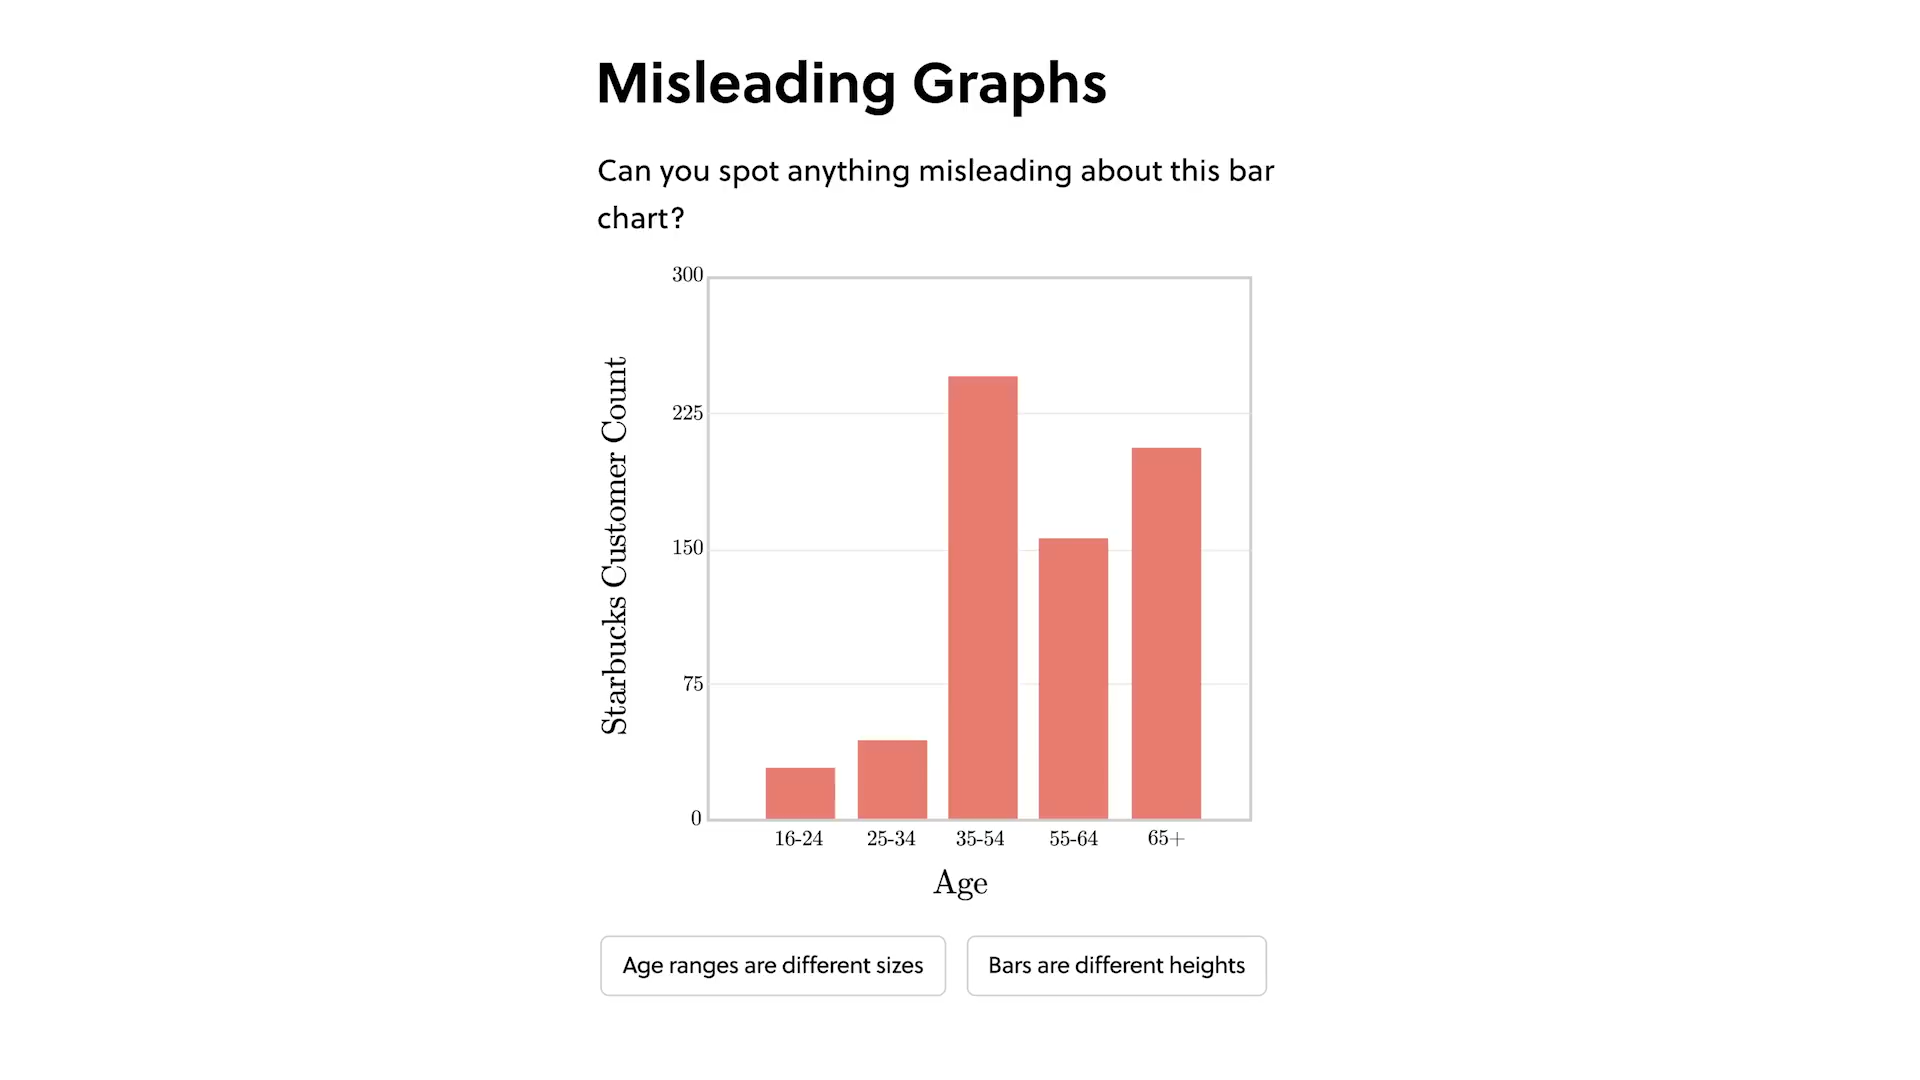 Misleading Graphs
Can you spot anything misleading about this bar
chart?
Starbucks Customer Count
300
225
150
75
0
16-24
25-34
35-54
55-64
65+
Age
Age ranges are different sizes
Bars are different heights